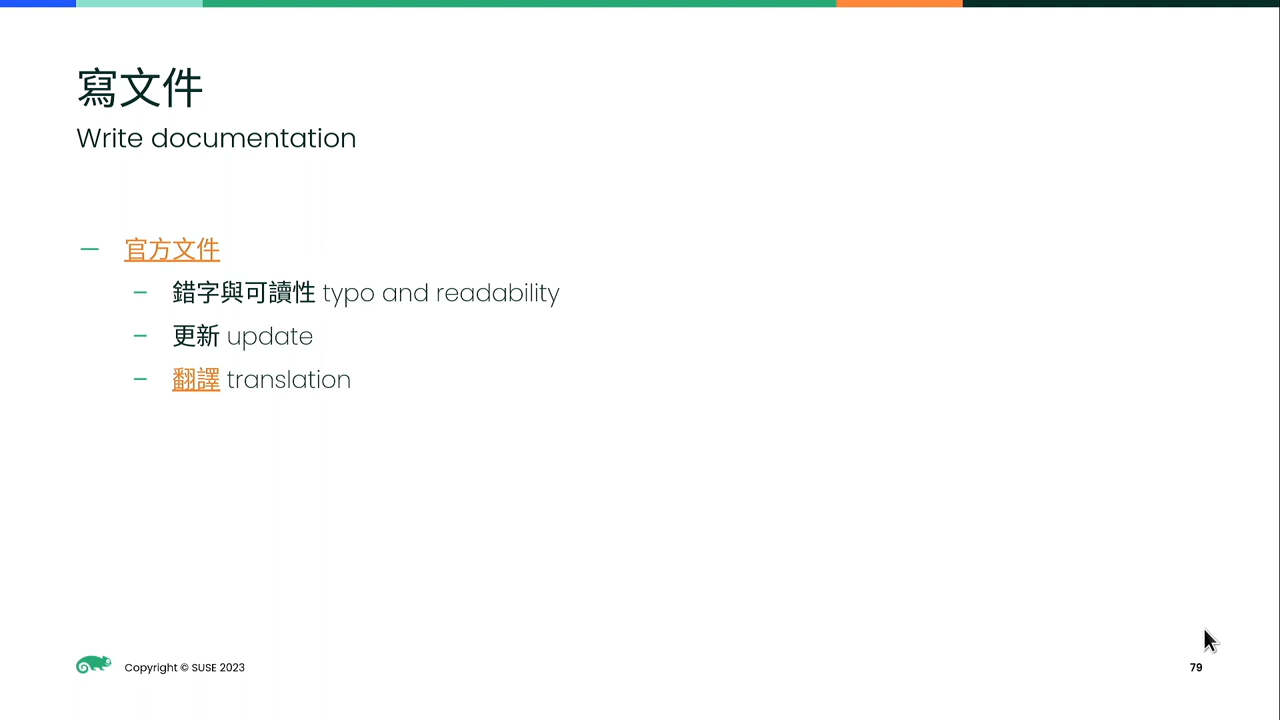 寫文件
Write documentation
— 官方文件
– 錯字與可讀性 typo and readability
– 更新 update
– 翻譯 translation
Copyright © SUSE 2023
79